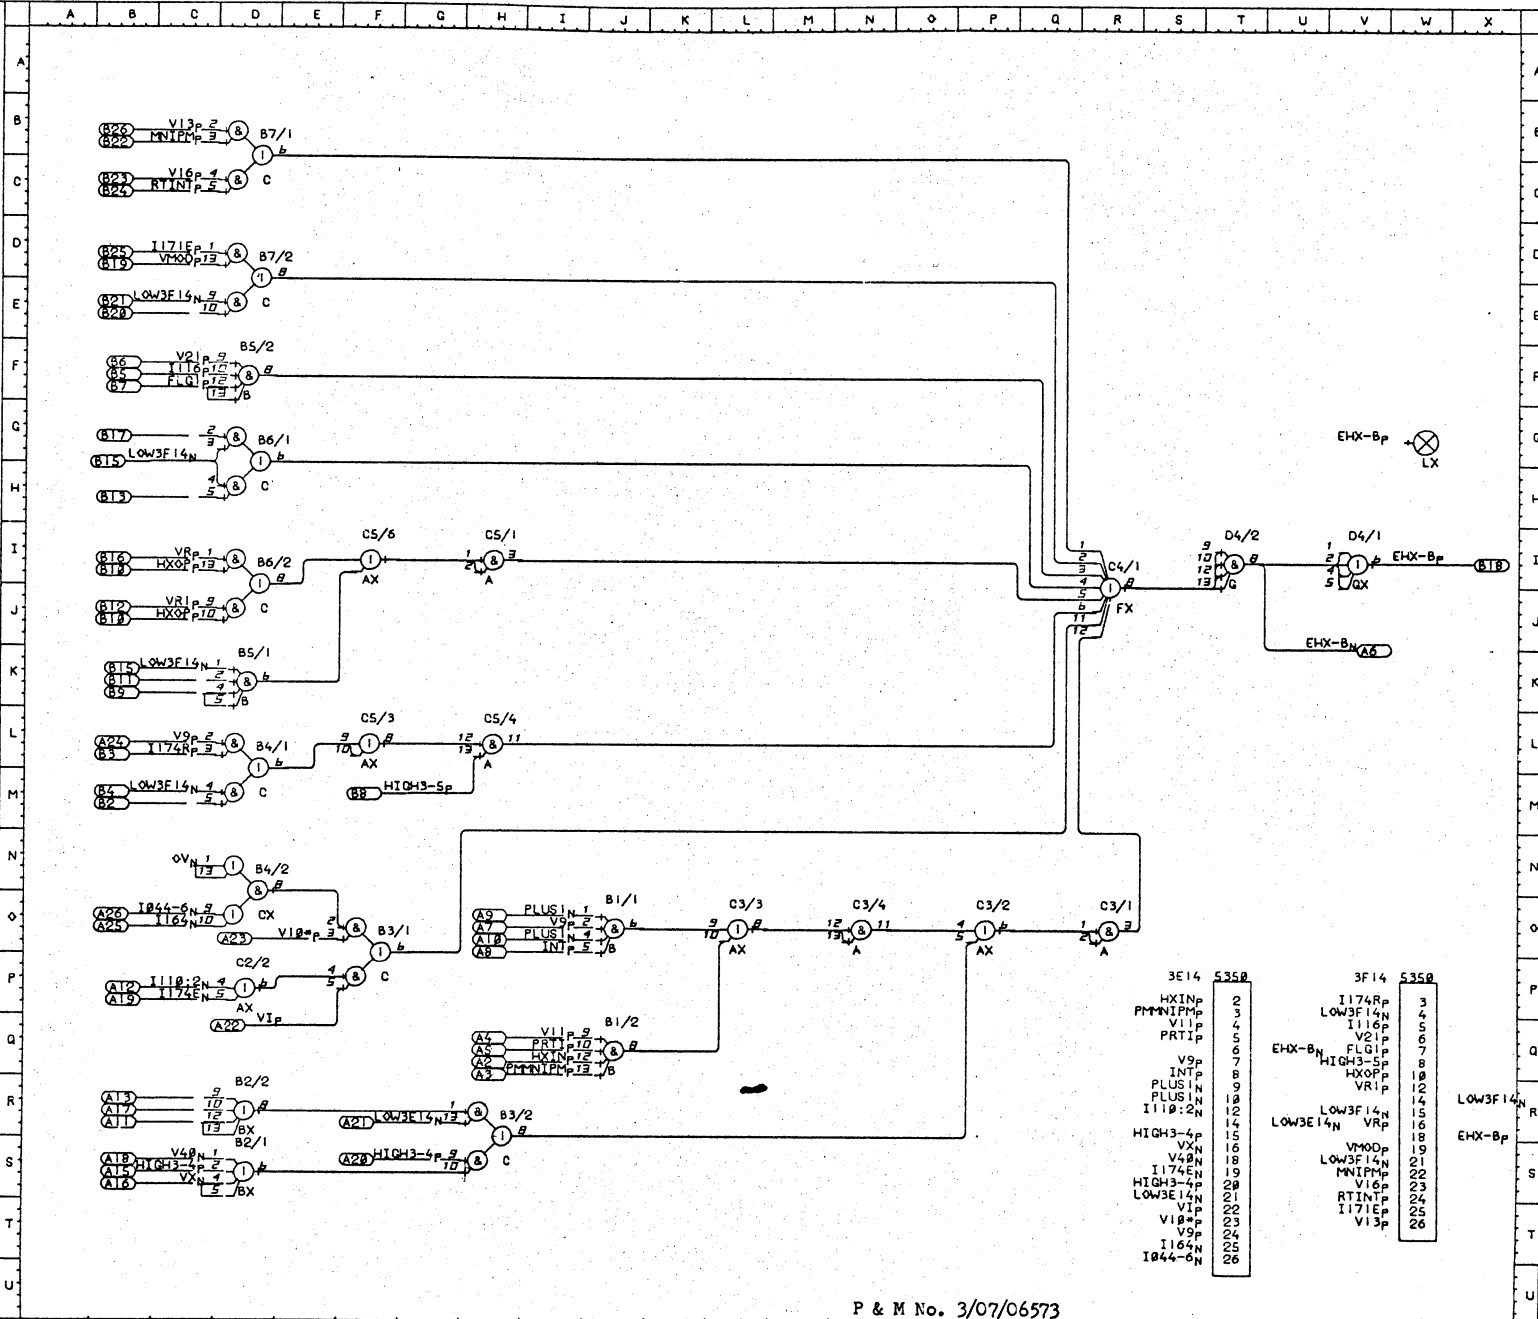 A B C D E F G H I J K L M N O P Q R S T U V W X
A
B
C
D
E
F
G
H
I
J
K
L
M
N
O
P
Q
R
S
T
U
B26 V13P 2 &
B22 MNIPMP 3
B7/1
1 6
B23 V16P 4 &
B24 RTINTP 5
C
B25 I171EP 1 &
B19 VMODP 13
B7/2
1 8
B21 LOW3F14N 9 &
B20 10
C
B5/2
B6 V21P 9
B5 I116P 10 & 8
B7 FLG1P 12
13 B
B17 2 &
3
B6/1
B15 LOW3F14N
1 6
B13 4 &
5
C
B16 VRP 1 &
B10 HXOPP 13
B6/2
1 8
B12 VR1P 9 &
B10 HXOPP 10
C
C5/6
1
AX
C5/1
1 & 3
2
A
B5/1
B15 LOW3F14N 1
B11 2 & 6
B9 4
5 B
A24 V9P 2 &
B3 I174RP 3
B4/1
1 6
B4 LOW3F14N 4 &
B2 5
C
C5/3
9 1 8
10
AX
C5/4
12 & 11
13
A
B8 HIGH3-5P
0VN 1 1
13
B4/2
& 8
A26 I044-6N 9 1
A25 I164N 10
CX
A23 V10*P 3
2 &
B3/1
1 6
4 &
5
C
C2/2
A12 I110:2N 4 1 6
A19 I174EN 5
AX
A22 V1P
B1/1
A9 PLUS1N 1
A7 V9P 2 & 6
A10 PLUS1N 4
A8 INTP 5 B
C3/3
9 1 8
10
AX
C3/4
12 & 11
13
A
C3/2
4 1 6
5
AX
C3/1
1 & 3
2
A
B1/2
A4 V11P 9
A5 PRT1P 10 & 8
A2 HXINP 12
A3 PMMNIPMP 13 B
B2/2
A13 9
A17 10 1 8
A11 12
13 BX
B2/1
A18 V40N 1
A15 HIGH3-4P 2 1 6
A16 VXN 4
5 BX
1 &
A21 LOW3E14N 13
B3/2
1 8
A20 HIGH3-4P 9 &
10
C
1
2
3
4
5
6
11
12
C4/1
1 8
FX
D4/2
9
10
12
13
& 8
G
D4/1
1
2
4
5
1 6
QX
EHX-BP
B18
EHX-BN A6
EHX-BP
LX
3E14 5350
HXINP 2
PMMNIPMP 3
V11P 4
PRT1P 5
6 EHX-BN
V9P 7
INTP 8
PLUS1N 9
PLUS1N 10
I110:2N 12
14
HIGH3-4P 15
VXN 16 LOW3E14N
V40N 18
I174EN 19
HIGH3-4P 20
LOW3E14N 21
V1P 22
V10*P 23
V9P 24
I164N 25
I044-6N 26
3F14 5350
I174RP 3
LOW3F14N 4
I116P 5
V21P 6
FLG1P 7
HIGH3-5P 8
HXOPP 10
VR1P 12
14 LOW3F14N
LOW3F14N 15
VRP 16
18 EHX-BP
VMODP 19
LOW3F14N 21
MNIPMP 22
V16P 23
RTINTP 24
I171EP 25
V13P 26
P & M No. 3/07/06573